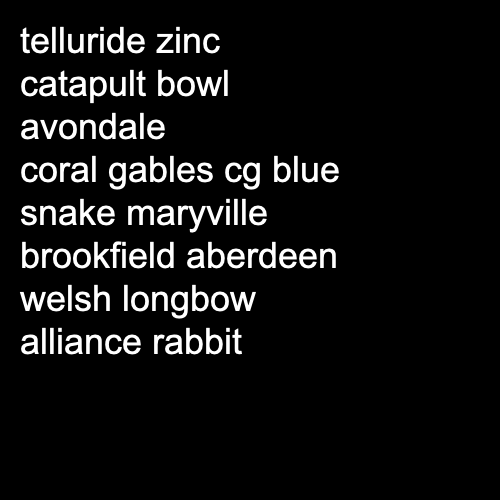 telluride zinc
catapult bowl
avondale
coral gables cg blue
snake maryville
brookfield aberdeen
welsh longbow
alliance rabbit